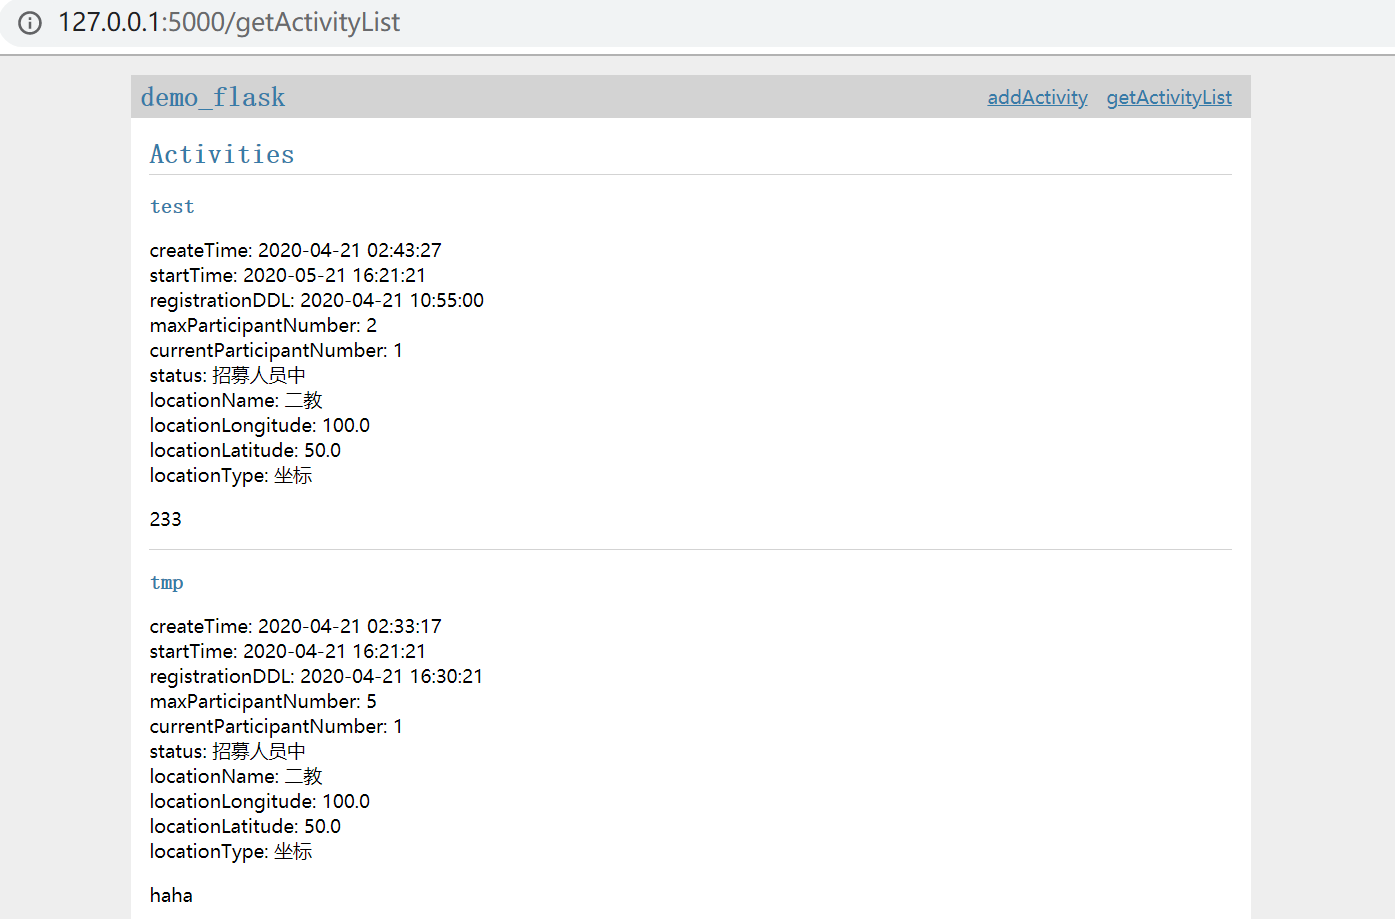 127.0.0.1:5000/getActivityList
demo_flask addActivity getActivityList
Activities
test
createTime: 2020-04-21 02:43:27
startTime: 2020-05-21 16:21:21
registrationDDL: 2020-04-21 10:55:00
maxParticipantNumber: 2
currentParticipantNumber: 1
status: 招募人员中
locationName: 二教
locationLongitude: 100.0
locationLatitude: 50.0
locationType: 坐标
233
tmp
createTime: 2020-04-21 02:33:17
startTime: 2020-04-21 16:21:21
registrationDDL: 2020-04-21 16:30:21
maxParticipantNumber: 5
currentParticipantNumber: 1
status: 招募人员中
locationName: 二教
locationLongitude: 100.0
locationLatitude: 50.0
locationType: 坐标
haha